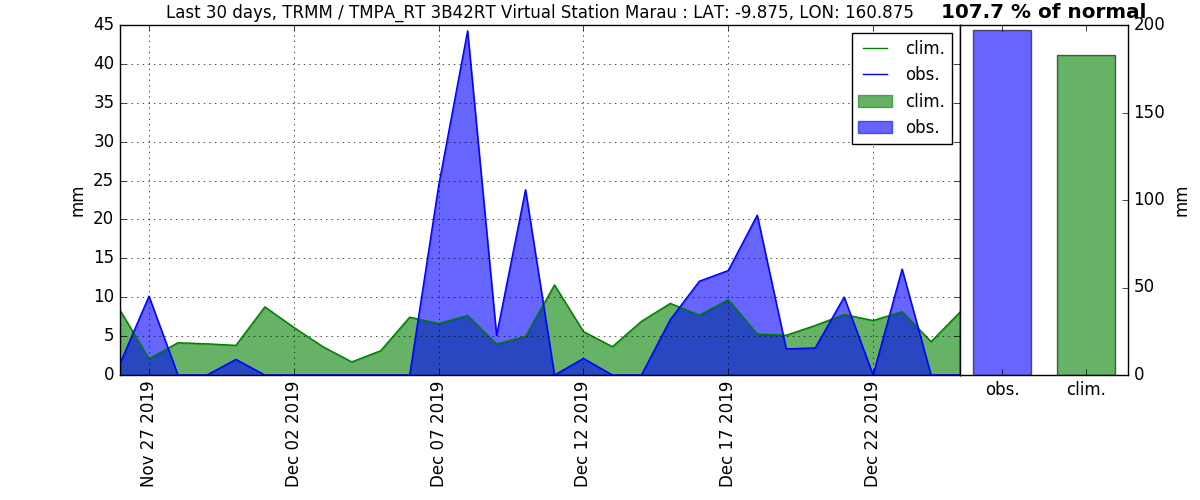 Last 30 days, TRMM / TMPA_RT 3B42RT Virtual Station Marau : LAT: -9.875, LON: 160.875
107.7 % of normal
45
40
35
30
25
20
15
10
5
0
mm
clim.
obs.
clim.
obs.
Nov 27 2019
Dec 02 2019
Dec 07 2019
Dec 12 2019
Dec 17 2019
Dec 22 2019
200
150
100
50
0
mm
obs.
clim.